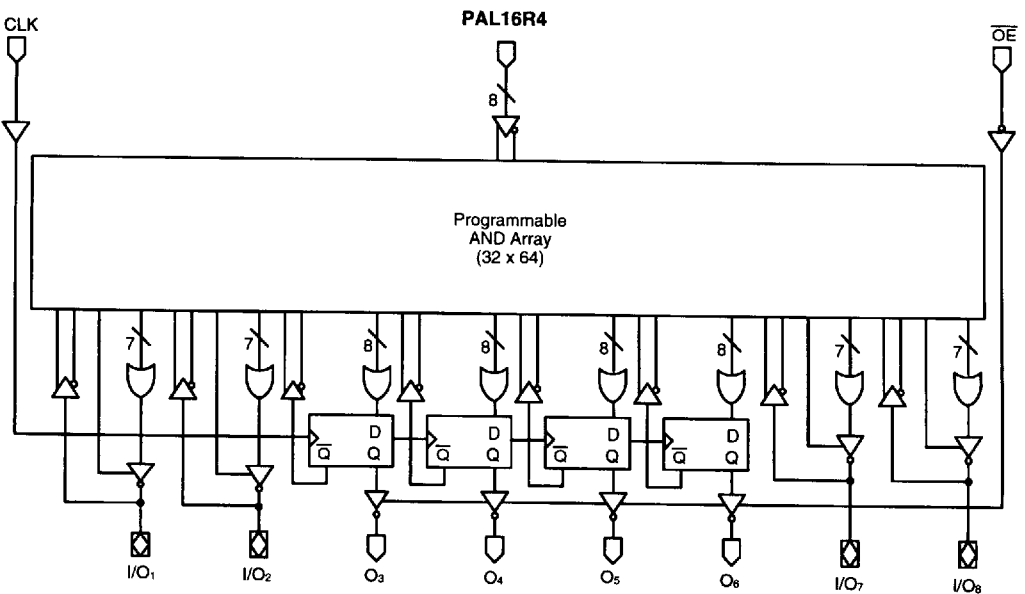 PAL16R4
CLK
OE
8
Programmable
AND Array
(32 x 64)
7
7
8
8
8
8
7
7
D
Q
Q
D
Q
Q
D
Q
Q
D
Q
Q
I/O1
I/O2
O3
O4
O5
O6
I/O7
I/O8